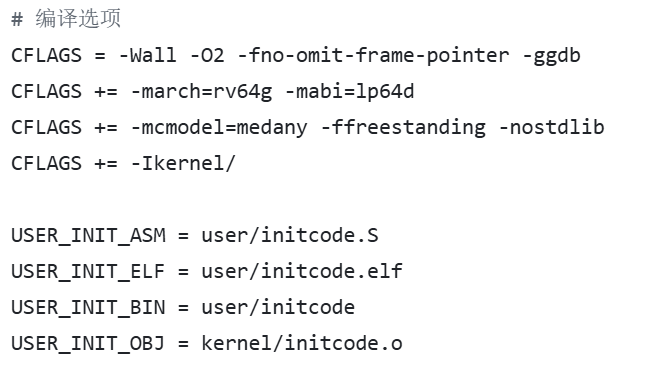 # 编译选项
CFLAGS = -Wall -O2 -fno-omit-frame-pointer -ggdb
CFLAGS += -march=rv64g -mabi=lp64d
CFLAGS += -mcmodel=medany -ffreestanding -nostdlib
CFLAGS += -Ikernel/
USER_INIT_ASM = user/initcode.S
USER_INIT_ELF = user/initcode.elf
USER_INIT_BIN = user/initcode
USER_INIT_OBJ = kernel/initcode.o